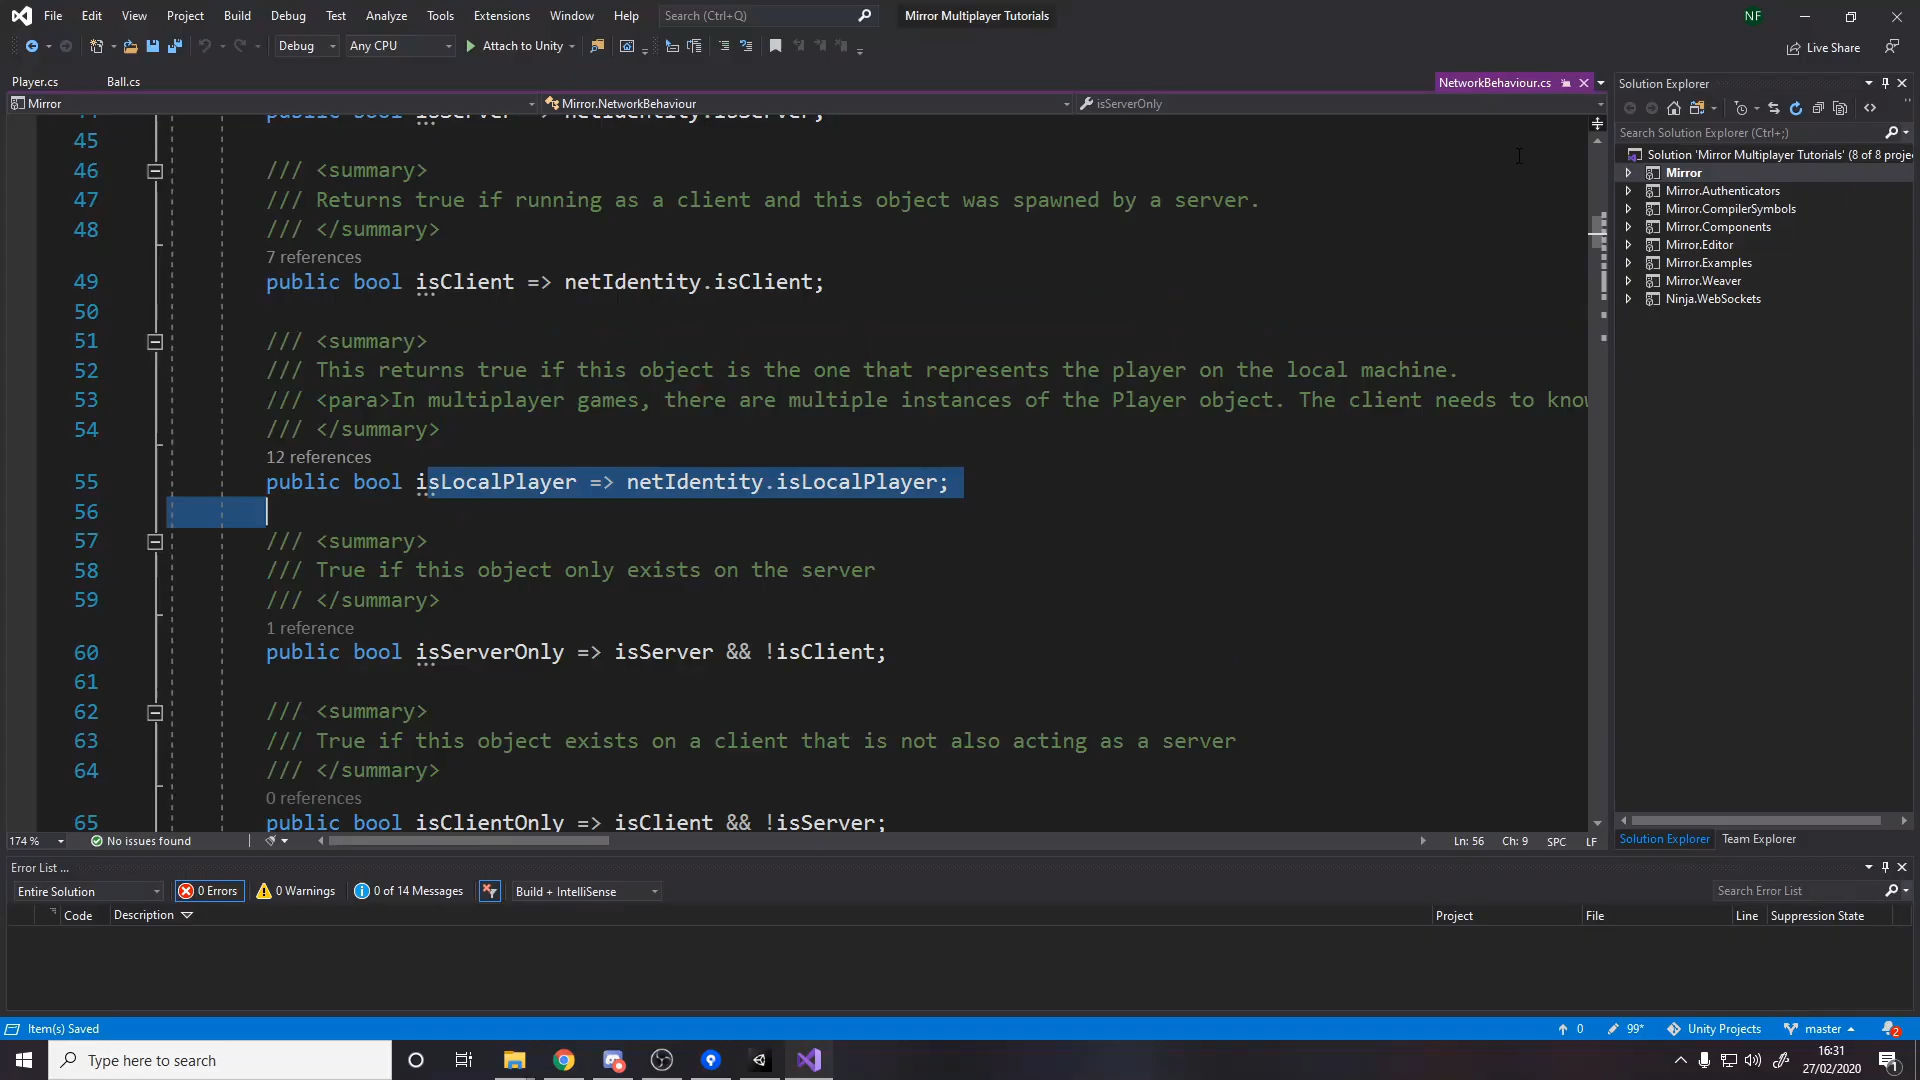 File Edit View Project Build Debug Test Analyze Tools Extensions Window Help Search (Ctrl+Q) Mirror Multiplayer Tutorials NF
Debug Any CPU Attach to Unity Live Share
Player.cs Ball.cs NetworkBehaviour.cs
Mirror Mirror.NetworkBehaviour isServerOnly
45
46 /// <summary>
47 /// Returns true if running as a client and this object was spawned by a server.
48 /// </summary>
7 references
49 public bool isClient => netIdentity.isClient;
50
51 /// <summary>
52 /// This returns true if this object is the one that represents the player on the local machine.
53 /// <para>In multiplayer games, there are multiple instances of the Player object. The client needs to know
54 /// </summary>
12 references
55 public bool isLocalPlayer => netIdentity.isLocalPlayer;
56
57 /// <summary>
58 /// True if this object only exists on the server
59 /// </summary>
1 reference
60 public bool isServerOnly => isServer && !isClient;
61
62 /// <summary>
63 /// True if this object exists on a client that is not also acting as a server
64 /// </summary>
0 references
65 public bool isClientOnly => isClient && !isServer;
174 % No issues found Ln: 56 Ch: 9 SPC LF
Solution Explorer
Search Solution Explorer (Ctrl+;)
Solution 'Mirror Multiplayer Tutorials' (8 of 8 proje
Mirror
Mirror.Authenticators
Mirror.CompilerSymbols
Mirror.Components
Mirror.Editor
Mirror.Examples
Mirror.Weaver
Ninja.WebSockets
Solution Explorer Team Explorer
Error List ...
Entire Solution 0 Errors 0 Warnings 0 of 14 Messages Build + IntelliSense Search Error List
Code Description Project File Line Suppression State
Item(s) Saved 0 99* Unity Projects master 2
Type here to search 16:31
27/02/2020 1